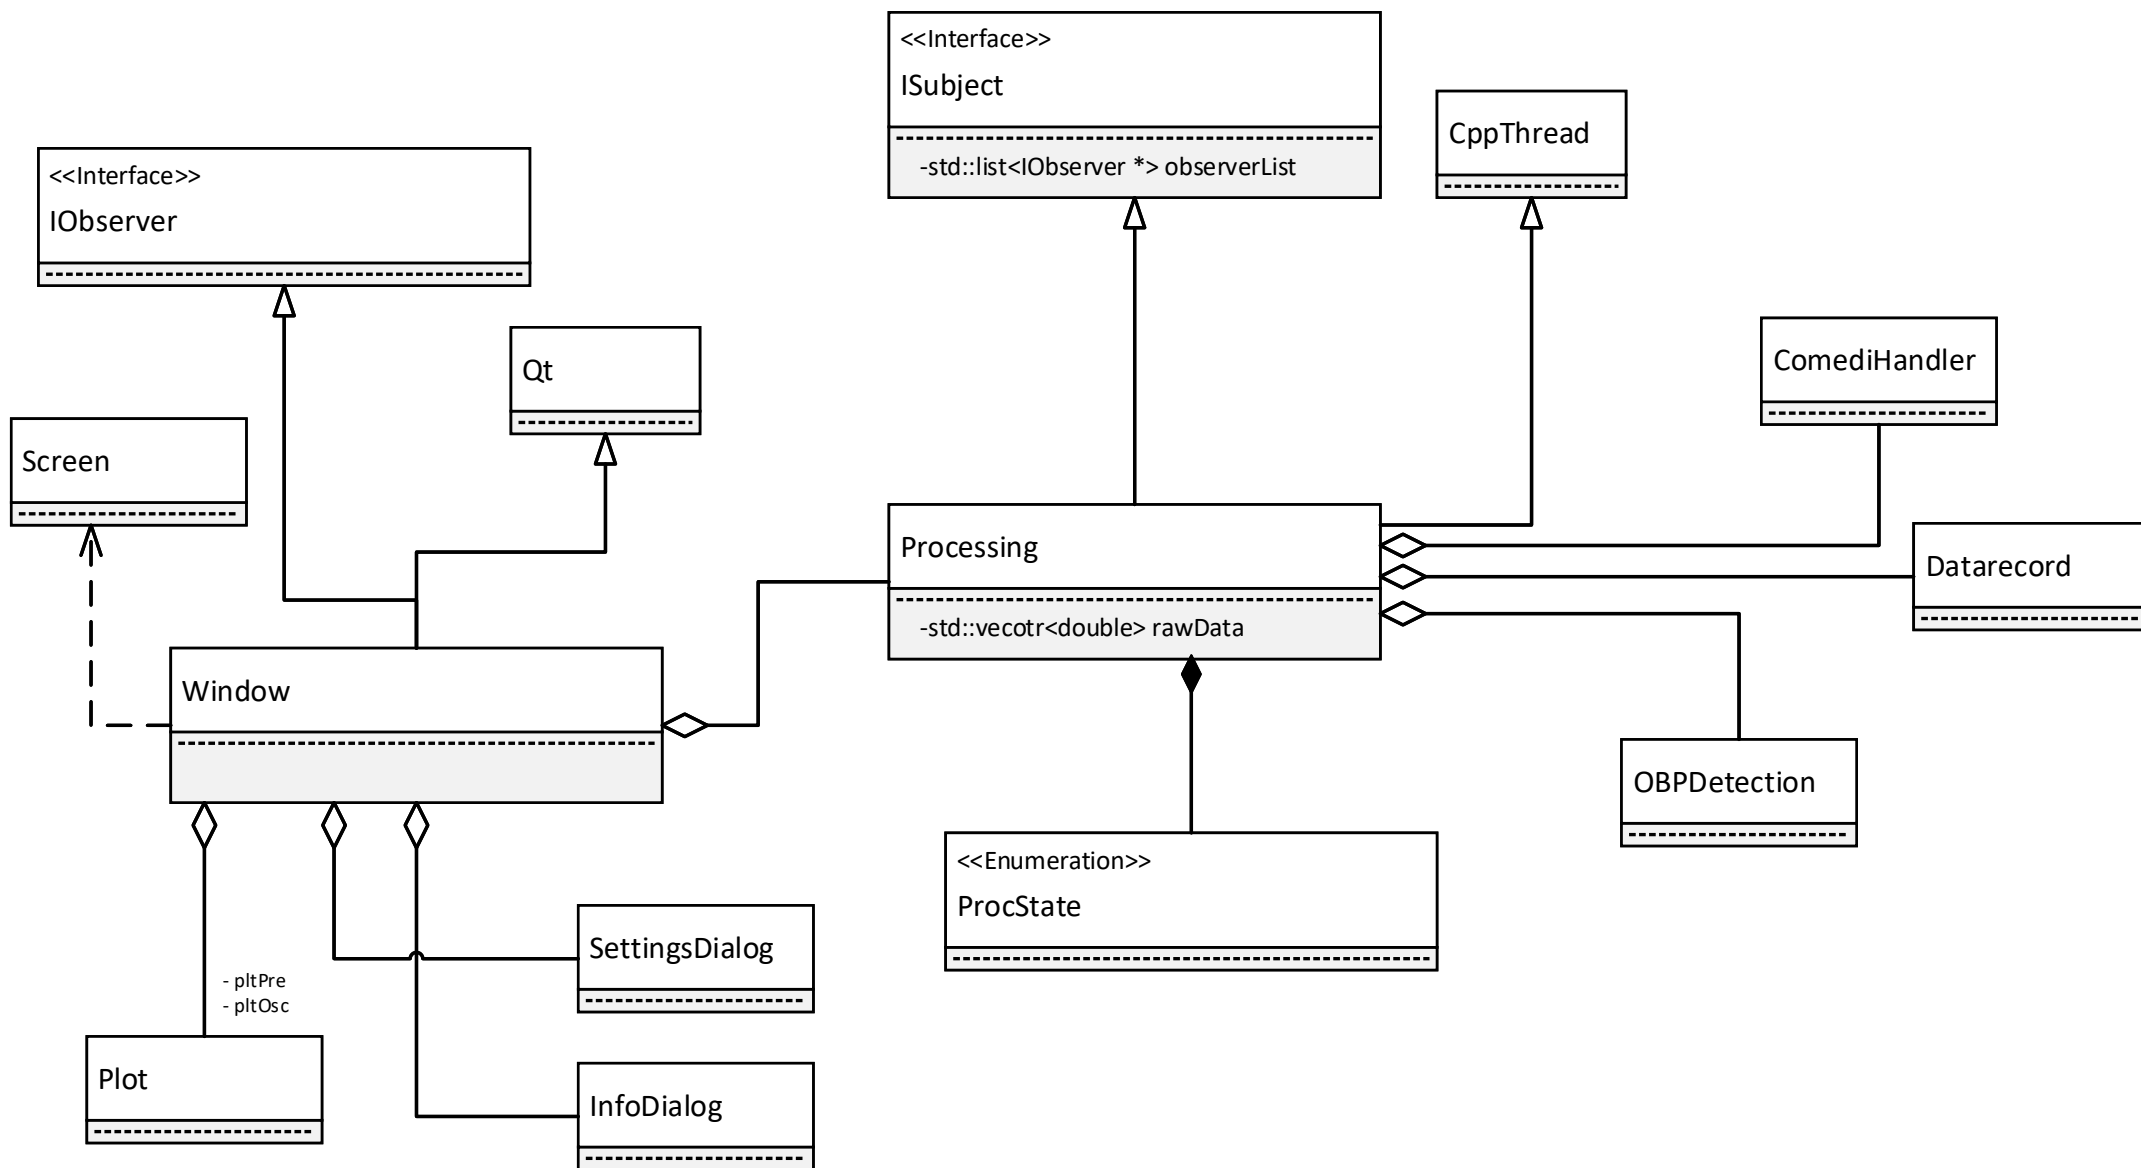 <<Interface>>
ISubject
-std::list<IObserver *> observerList
CppThread
<<Interface>>
IObserver
Qt
ComediHandler
Screen
Processing
-std::vecotr<double> rawData
Datarecord
Window
OBPDetection
<<Enumeration>>
ProcState
SettingsDialog
- pltPre
- pltOsc
Plot
InfoDialog